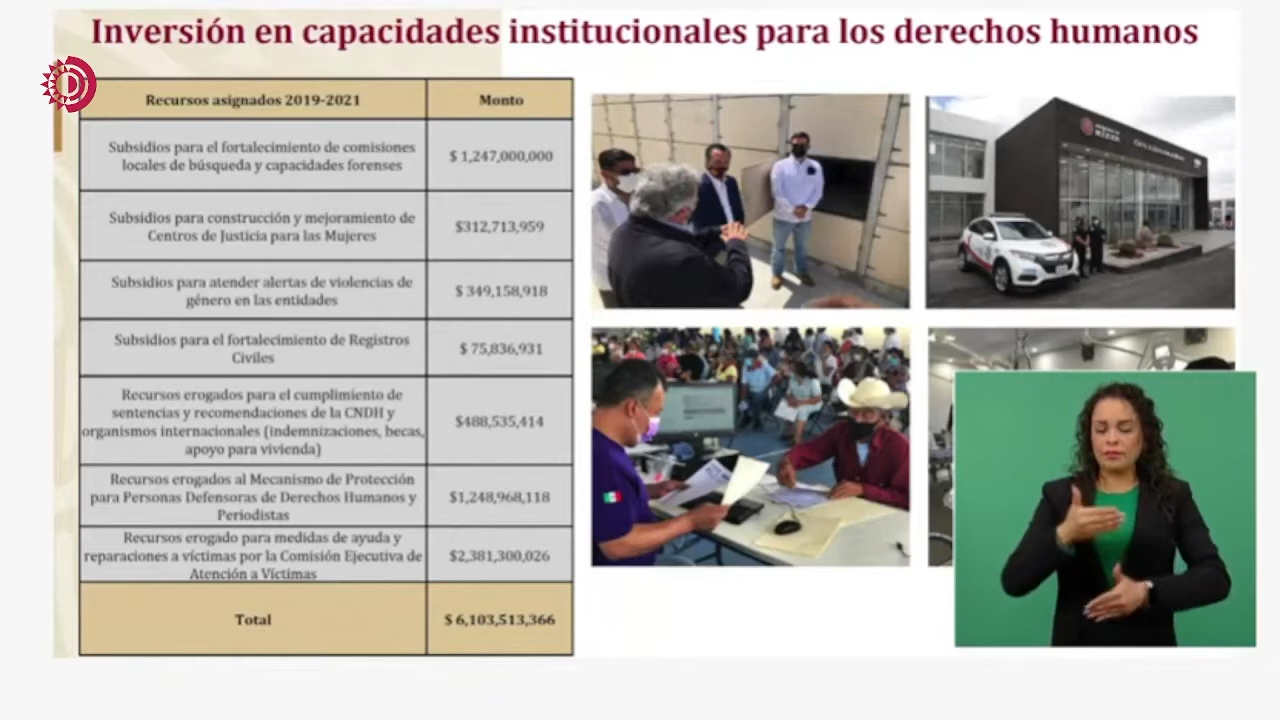 Inversión en capacidades institucionales para los derechos humanos
Recursos asignados 2019-2021
Monto
Subsidios para el fortalecimiento de comisiones
locales de búsqueda y capacidades forenses
$ 1,247,000,000
Subsidios para construcción y mejoramiento de
Centros de Justicia para las Mujeres
$312,713,959
Subsidios para atender alertas de violencias de
género en las entidades
$ 349,158,918
Subsidios para el fortalecimiento de Registros
Civiles
$ 75,836,931
Recursos erogados para el cumplimiento de
sentencias y recomendaciones de la CNDH y
organismos internacionales (indemnizaciones, becas,
apoyo para vivienda)
$488,535,414
Recursos erogados al Mecanismo de Protección
para Personas Defensoras de Derechos Humanos y
Periodistas
$1,248,968,118
Recursos erogado para medidas de ayuda y
reparaciones a víctimas por la Comisión Ejecutiva de
Atención a Víctimas
$2,381,300,026
Total
$ 6,103,513,366
MÉXICO